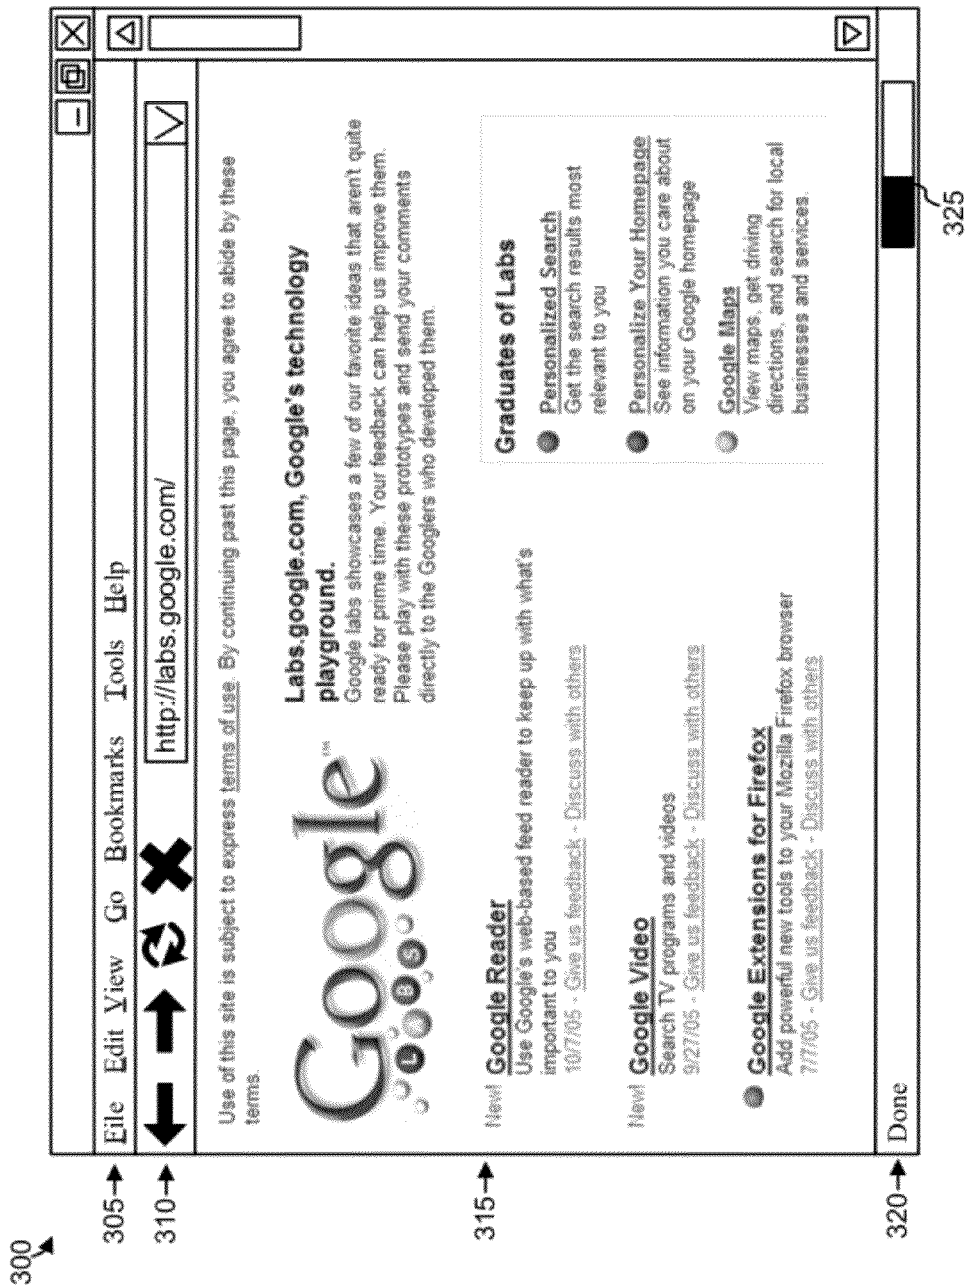 300
305
File Edit View Go Bookmarks Tools Help
310
http://labs.google.com/
315
Use of this site is subject to express terms of use. By continuing past this page, you agree to abide by these
terms.
Google™
LABS
Labs.google.com, Google's technology
playground.
Google labs showcases a few of our favorite ideas that aren't quite
ready for prime time. Your feedback can help us improve them.
Please play with these prototypes and send your comments
directly to the Googlers who developed them.
New! Google Reader
Use Google's web-based feed reader to keep up with what's
important to you
10/7/05 - Give us feedback - Discuss with others
New! Google Video
Search TV programs and videos
9/27/05 - Give us feedback - Discuss with others
Google Extensions for Firefox
Add powerful new tools to your Mozilla Firefox browser
7/7/05 - Give us feedback - Discuss with others
Graduates of Labs
Personalized Search
Get the search results most
relevant to you
Personalize Your Homepage
See information you care about
on your Google homepage
Google Maps
View maps, get driving
directions, and search for local
businesses and services.
320
Done
325